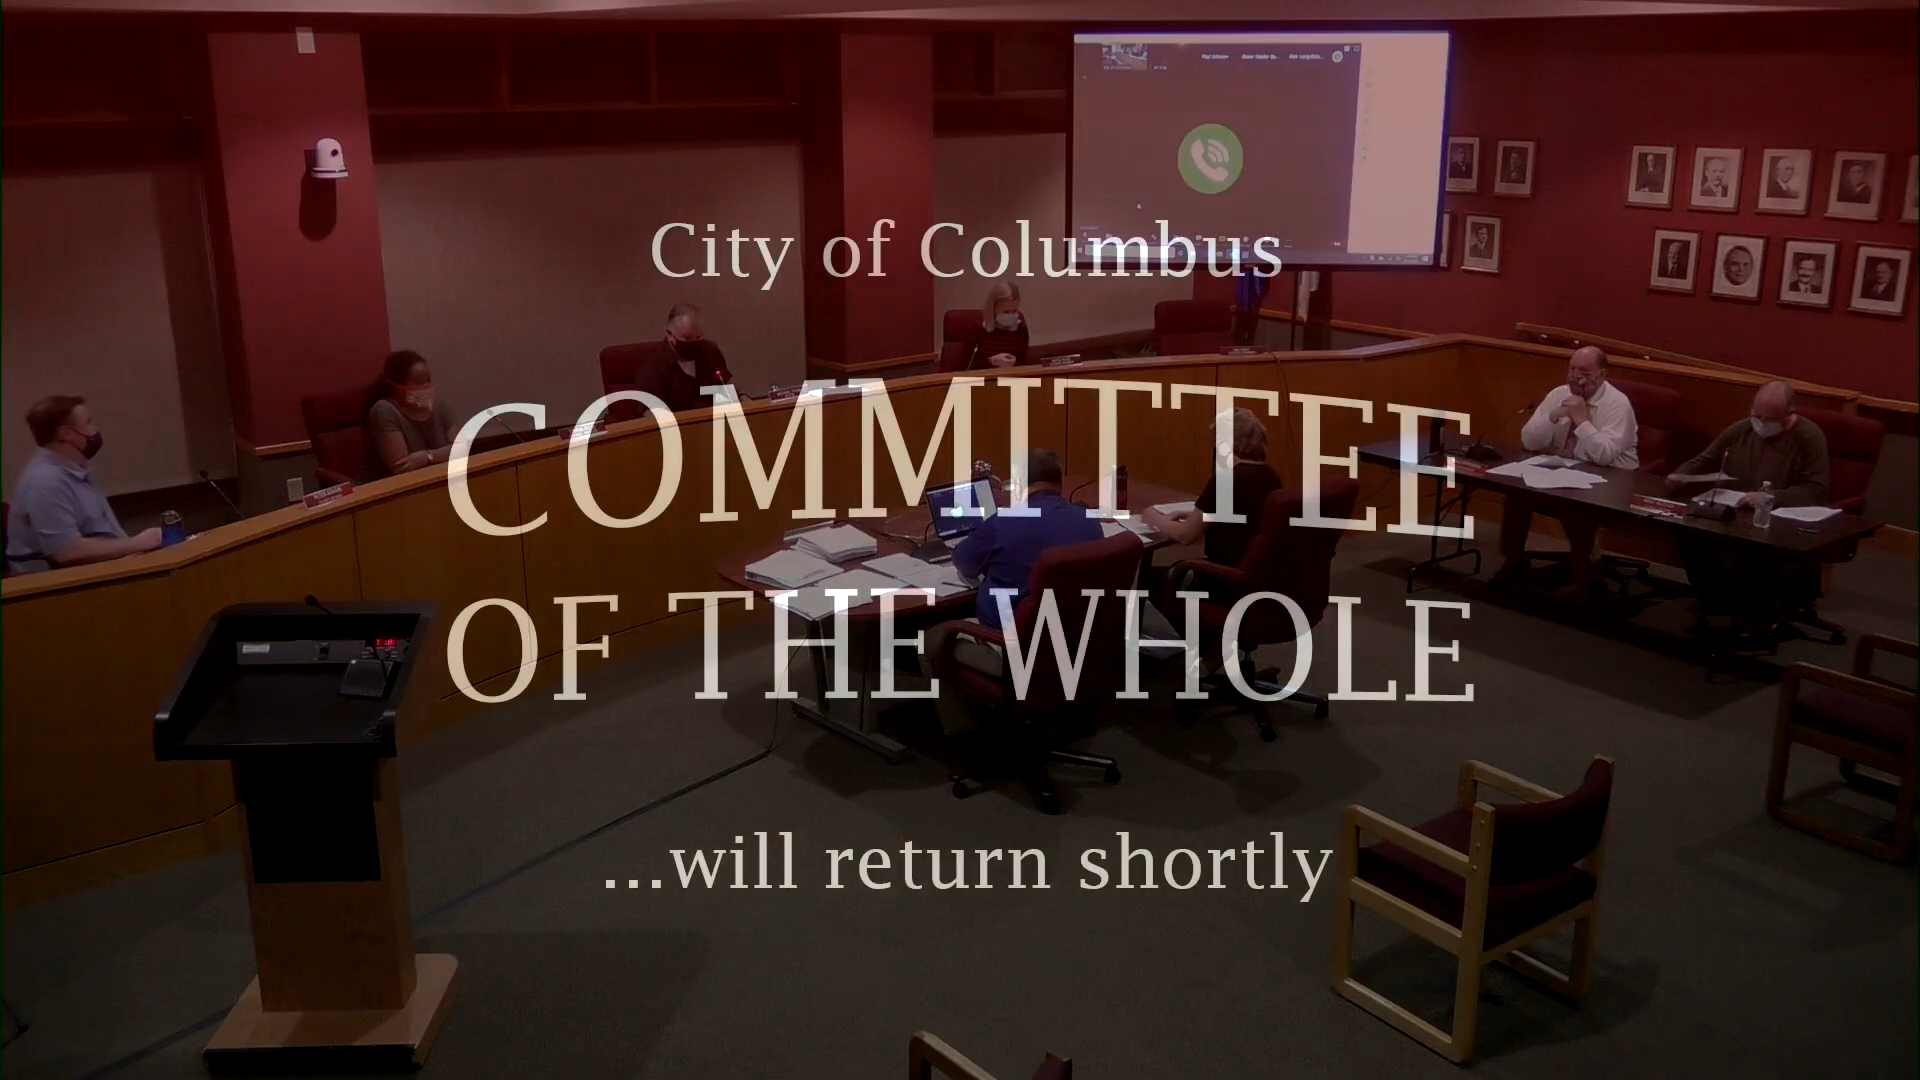 City of Columbus
COMMITTEE
OF THE WHOLE
...will return shortly